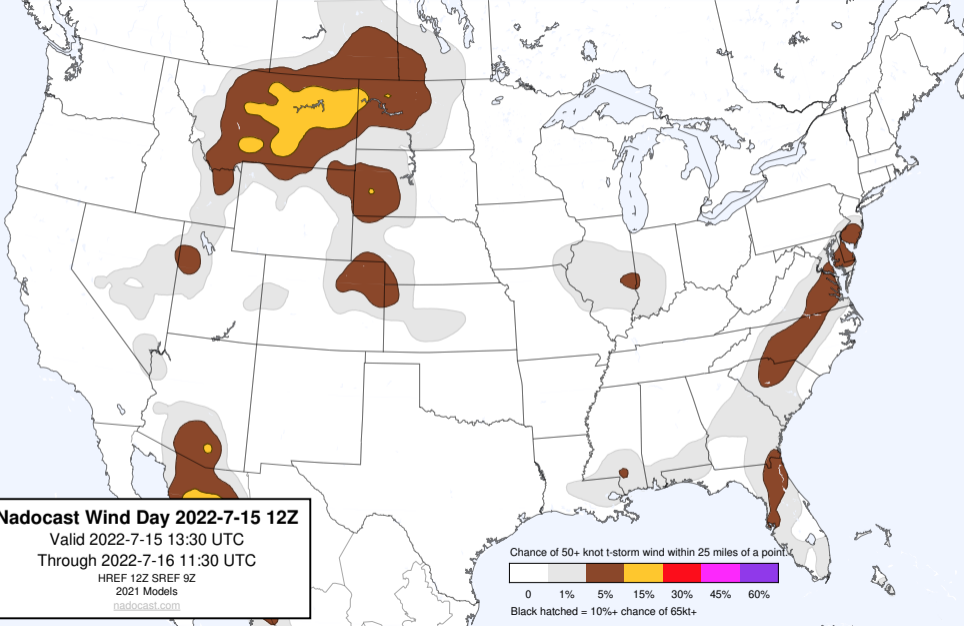 Nadocast Wind Day 2022-7-15 12Z
Valid 2022-7-15 13:30 UTC
Through 2022-7-16 11:30 UTC
HREF 12Z SREF 9Z
2021 Models
nadocast.com
Chance of 50+ knot t-storm wind within 25 miles of a point.
0 1% 5% 15% 30% 45% 60%
Black hatched = 10%+ chance of 65kt+